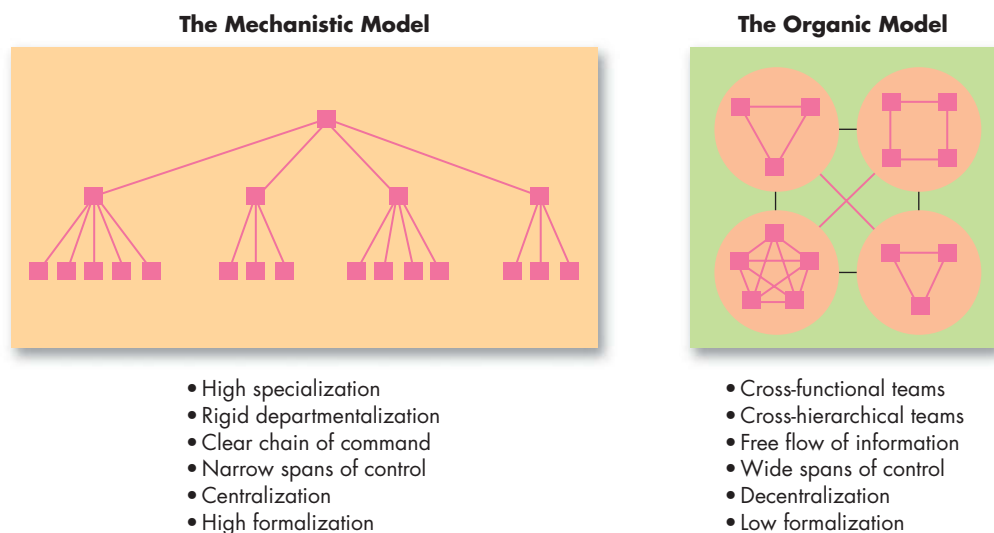 The Mechanistic Model
The Organic Model
• High specialization
• Rigid departmentalization
• Clear chain of command
• Narrow spans of control
• Centralization
• High formalization
• Cross-functional teams
• Cross-hierarchical teams
• Free flow of information
• Wide spans of control
• Decentralization
• Low formalization